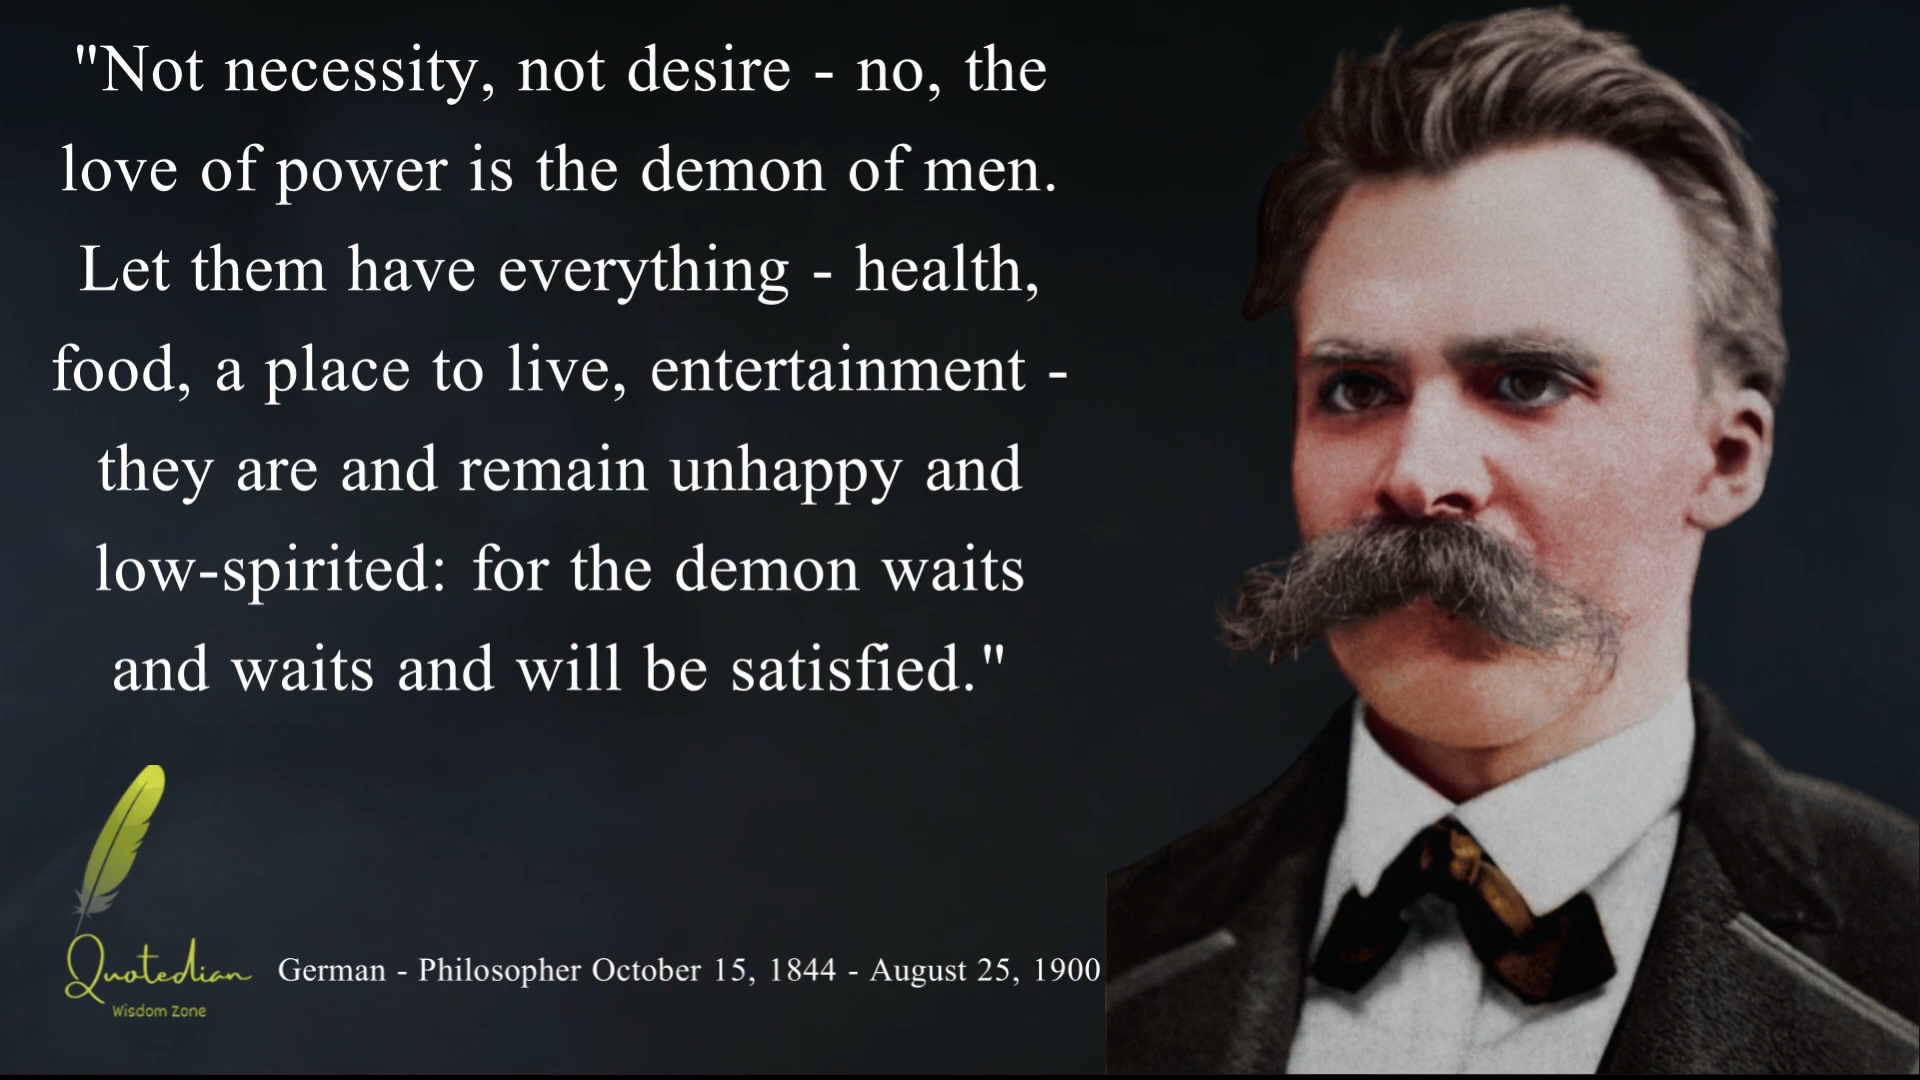 "Not necessity, not desire - no, the
love of power is the demon of men.
Let them have everything - health,
food, a place to live, entertainment -
they are and remain unhappy and
low-spirited: for the demon waits
and waits and will be satisfied."
Quotedian
Wisdom Zone
German - Philosopher October 15, 1844 - August 25, 1900